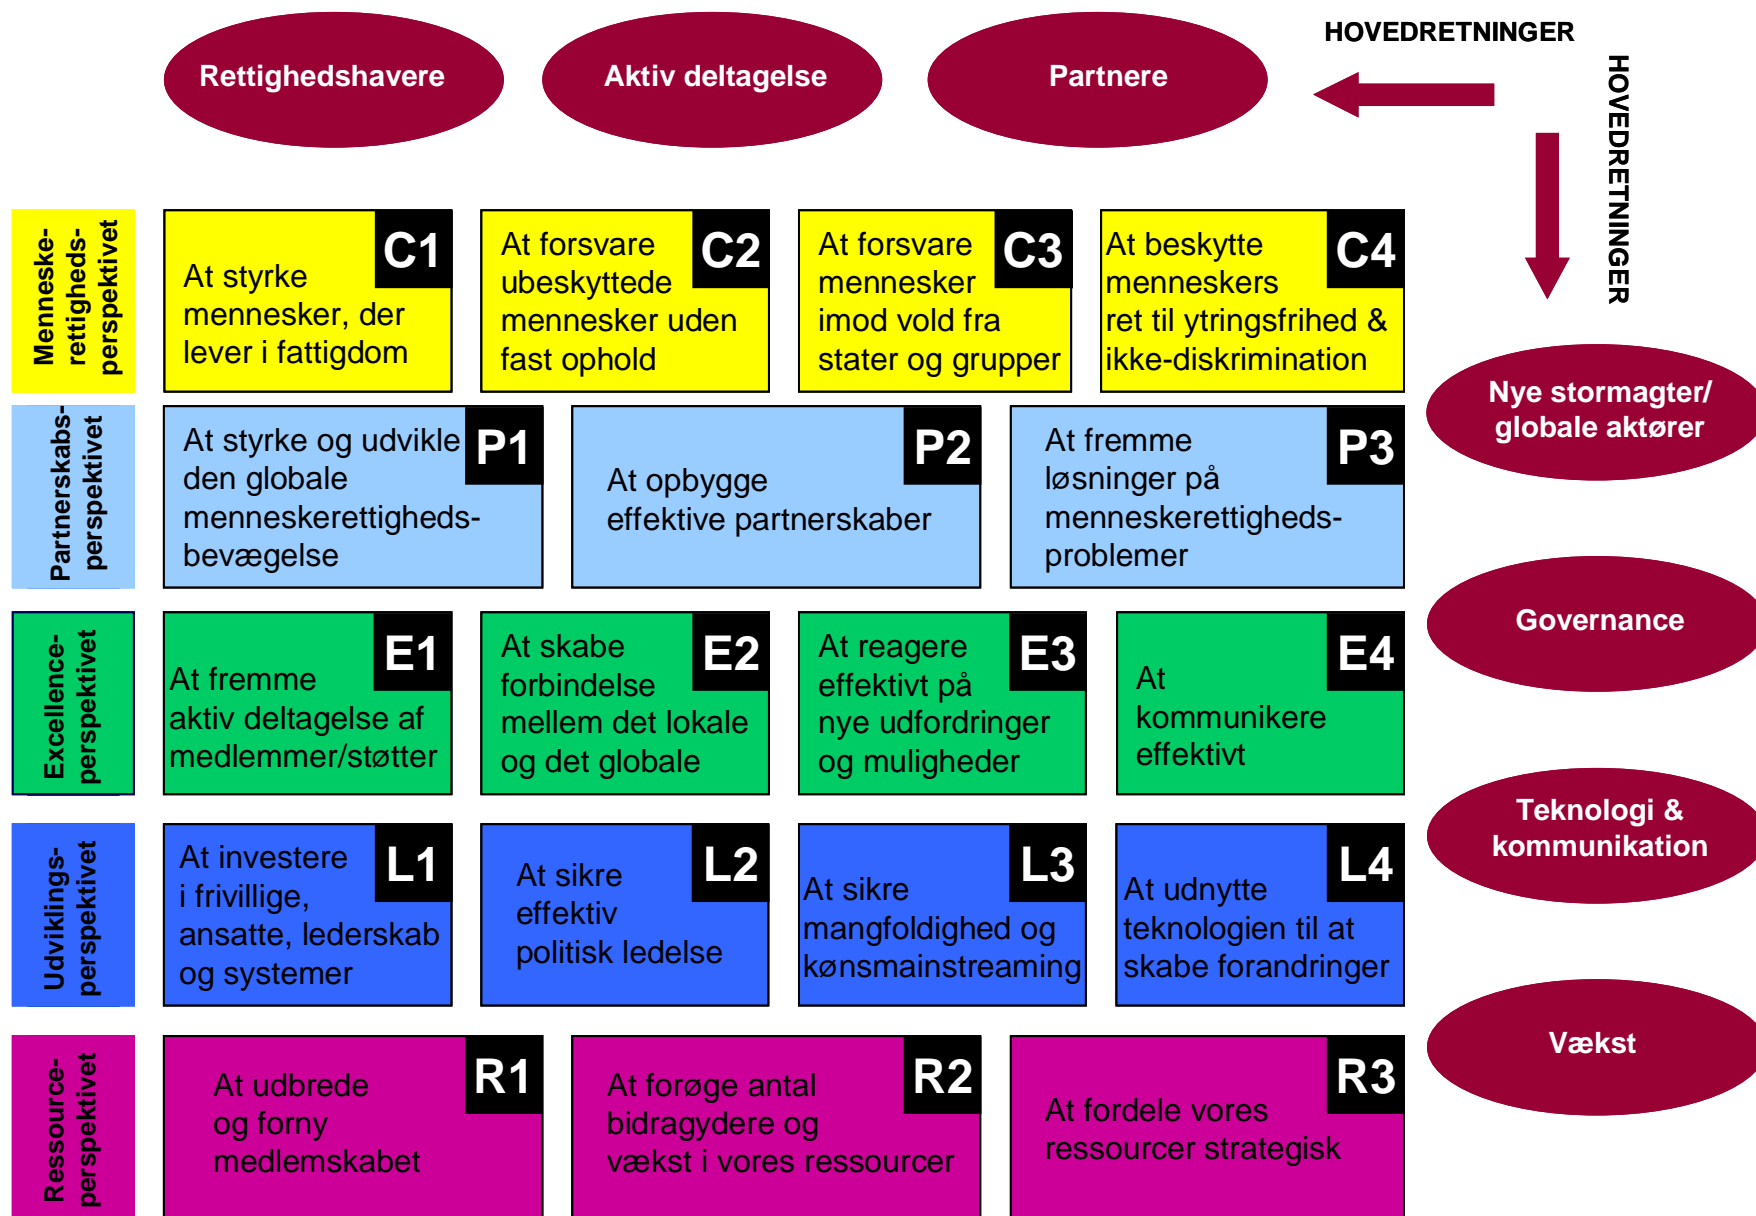 Rettighedshavere
Aktiv deltagelse
Partnere
HOVEDRETNINGER
HOVEDRETNINGER
Menneske-
rettigheds-
perspektivet
C1
At styrke
mennesker, der
lever i fattigdom
C2
At forsvare
ubeskyttede
mennesker uden
fast ophold
C3
At forsvare
mennesker
imod vold fra
stater og grupper
C4
At beskytte
menneskers
ret til ytringsfrihed &
ikke-diskrimination
Nye stormagter/
globale aktører
Partnerskabs-
perspektivet
P1
At styrke og udvikle
den globale
menneskerettigheds-
bevægelse
P2
At opbygge
effektive partnerskaber
P3
At fremme
løsninger på
menneskerettigheds-
problemer
Governance
Excellence-
perspektivet
E1
At fremme
aktiv deltagelse af
medlemmer/støtter
E2
At skabe
forbindelse
mellem det lokale
og det globale
E3
At reagere
effektivt på
nye udfordringer
og muligheder
E4
At
kommunikere
effektivt
Teknologi &
kommunikation
Udviklings-
perspektivet
L1
At investere
i frivillige,
ansatte, lederskab
og systemer
L2
At sikre
effektiv
politisk ledelse
L3
At sikre
mangfoldighed og
kønsmainstreaming
L4
At udnytte
teknologien til at
skabe forandringer
Vækst
Ressource-
perspektivet
R1
At udbrede
og forny
medlemskabet
R2
At forøge antal
bidragydere og
vækst i vores ressourcer
R3
At fordele vores
ressourcer strategisk